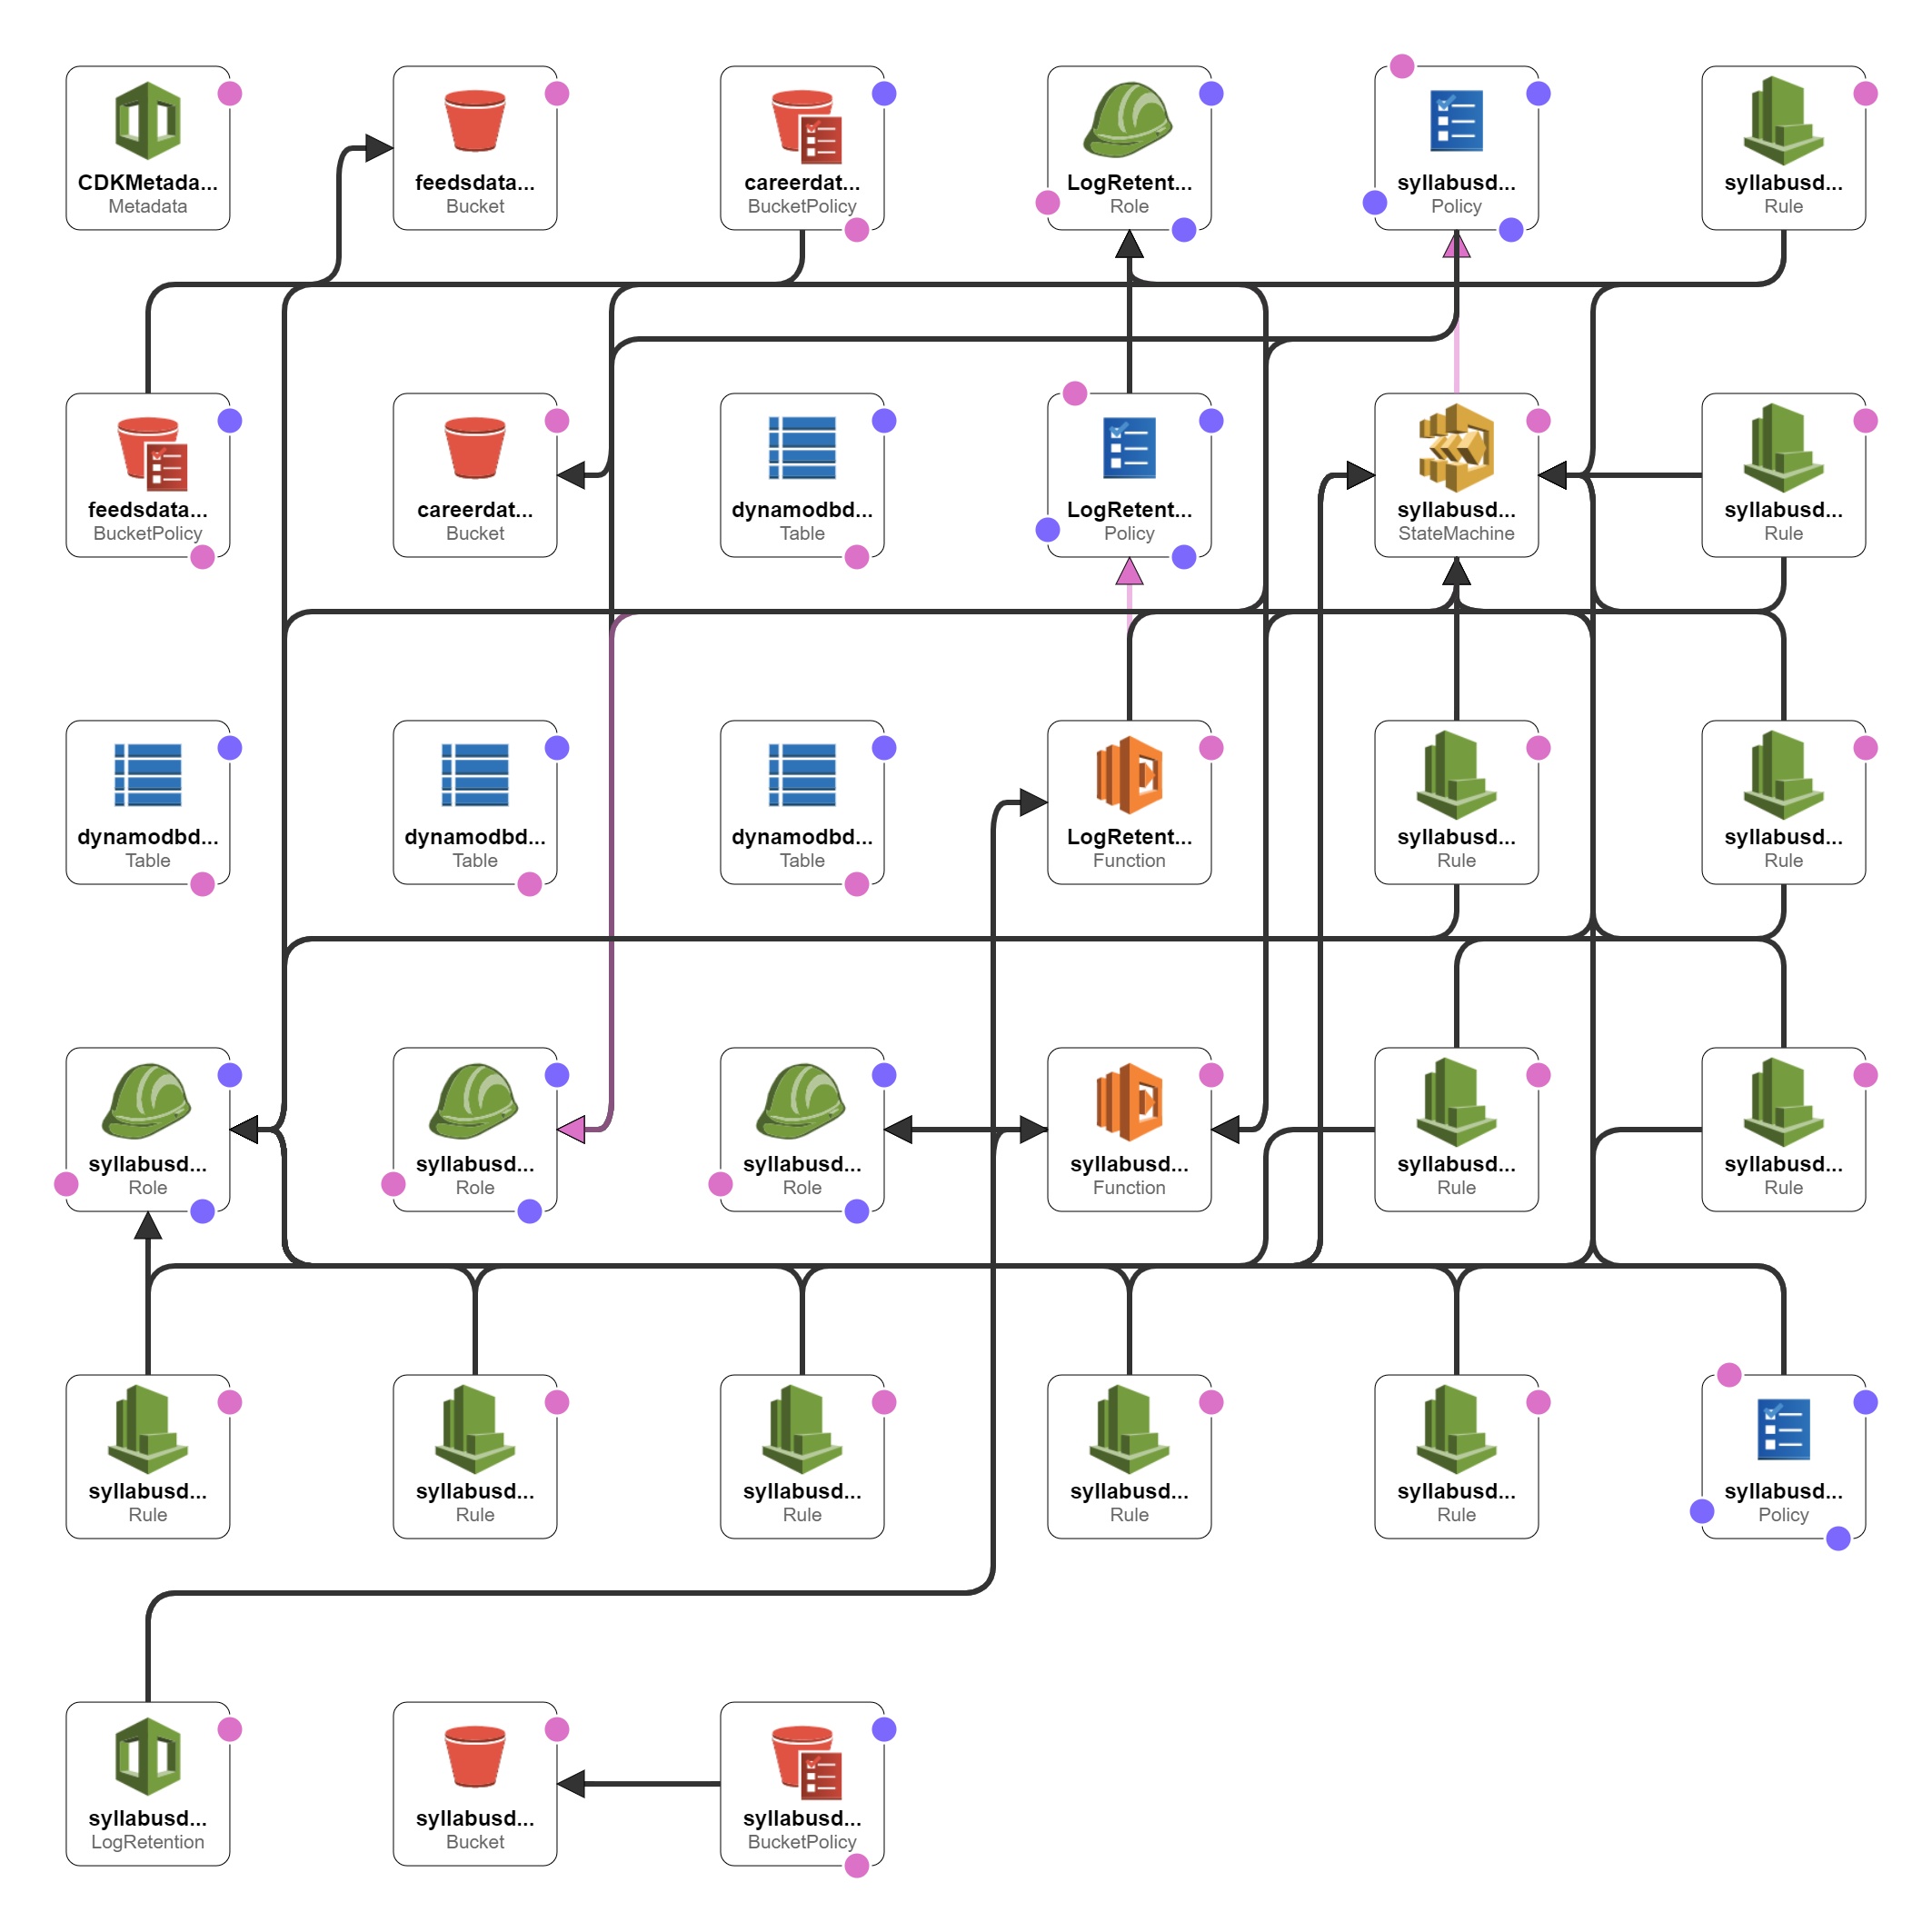 CDKMetada...
Metadata
feedsdata...
Bucket
careerdat...
BucketPolicy
LogRetent...
Role
syllabusd...
Policy
syllabusd...
Rule
feedsdata...
BucketPolicy
careerdat...
Bucket
dynamodbd...
Table
LogRetent...
Policy
syllabusd...
StateMachine
syllabusd...
Rule
dynamodbd...
Table
dynamodbd...
Table
dynamodbd...
Table
LogRetent...
Function
syllabusd...
Rule
syllabusd...
Rule
syllabusd...
Role
syllabusd...
Role
syllabusd...
Role
syllabusd...
Function
syllabusd...
Rule
syllabusd...
Rule
syllabusd...
Rule
syllabusd...
Rule
syllabusd...
Rule
syllabusd...
Rule
syllabusd...
Rule
syllabusd...
Policy
syllabusd...
LogRetention
syllabusd...
Bucket
syllabusd...
BucketPolicy